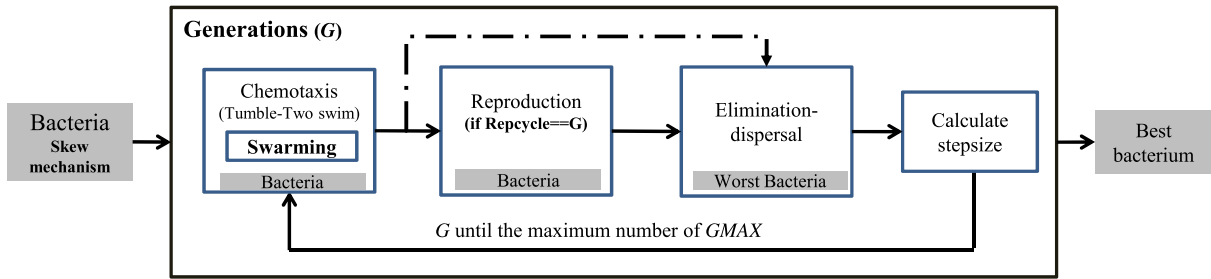 Generations (G)
Bacteria
Skew
mechanism
Chemotaxis
(Tumble-Two swim)
Swarming
Bacteria
Reproduction
(if Repcycle==G)
Bacteria
Elimination-
dispersal
Worst Bacteria
Calculate
stepsize
Best
bacterium
G until the maximum number of GMAX